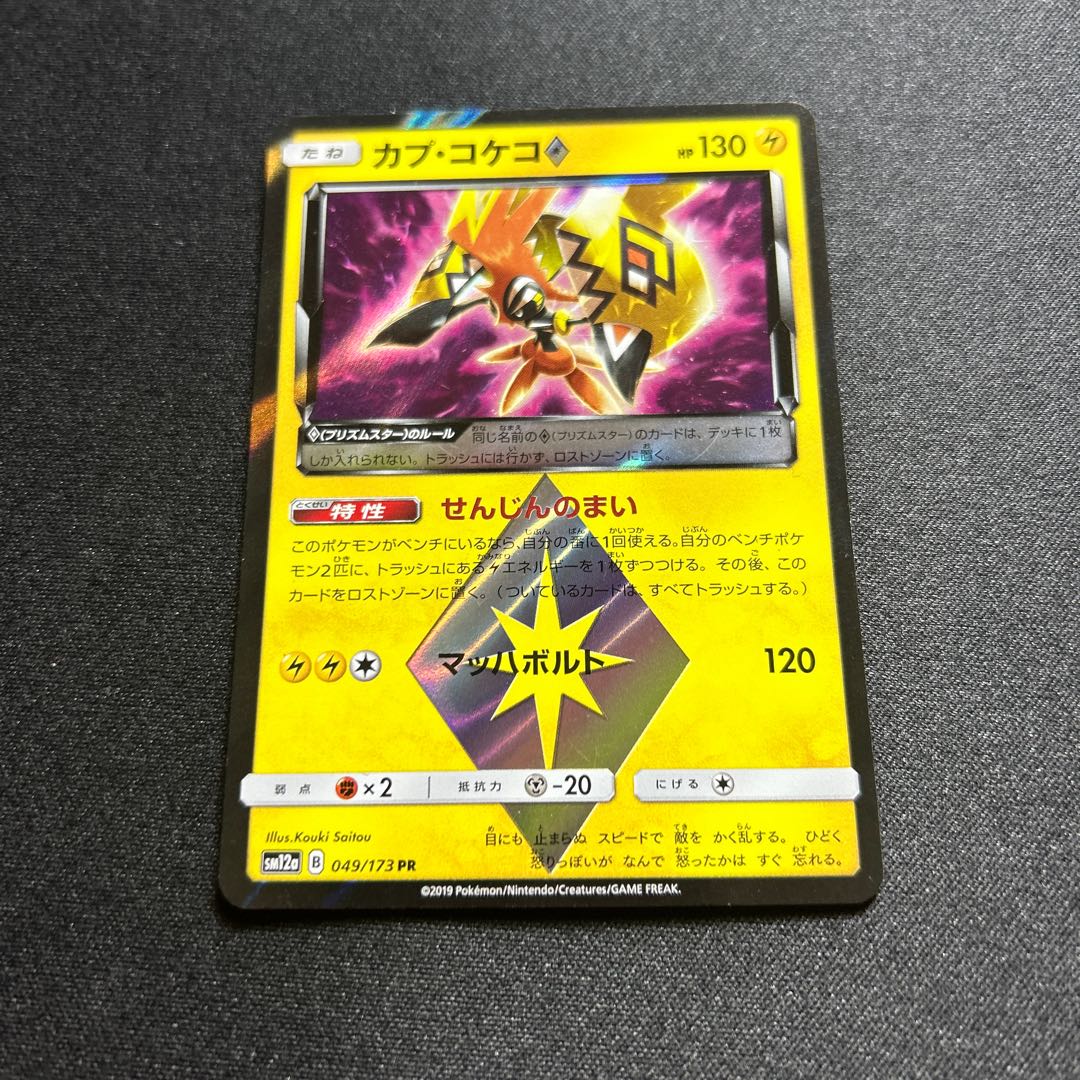 たね カプ・コケコ◇ HP 130
◇(プリズムスター)のルール 同じ名前の◇(プリズムスター)のカードは、デッキに1枚
しか入れられない。トラッシュには行かず、ロストゾーンに置く。
特性 せんじんのまい
このポケモンがベンチにいるなら、自分の番に1回使える。自分のベンチポケ
モン2匹に、トラッシュにあるエネルギーを1枚ずつつける。その後、この
カードをロストゾーンに置く。(ついているカードは、すべてトラッシュする。)
マッハボルト 120
弱点 ×2 抵抗力 -20 にげる
Illus.Kouki Saitou
目にも 止まらぬ スピードで 敵を かく乱する。 ひどく
怒りっぽいが なんで 怒ったかは すぐ 忘れる。
SM12a B 049/173 PR
©2019 Pokémon/Nintendo/Creatures/GAME FREAK.